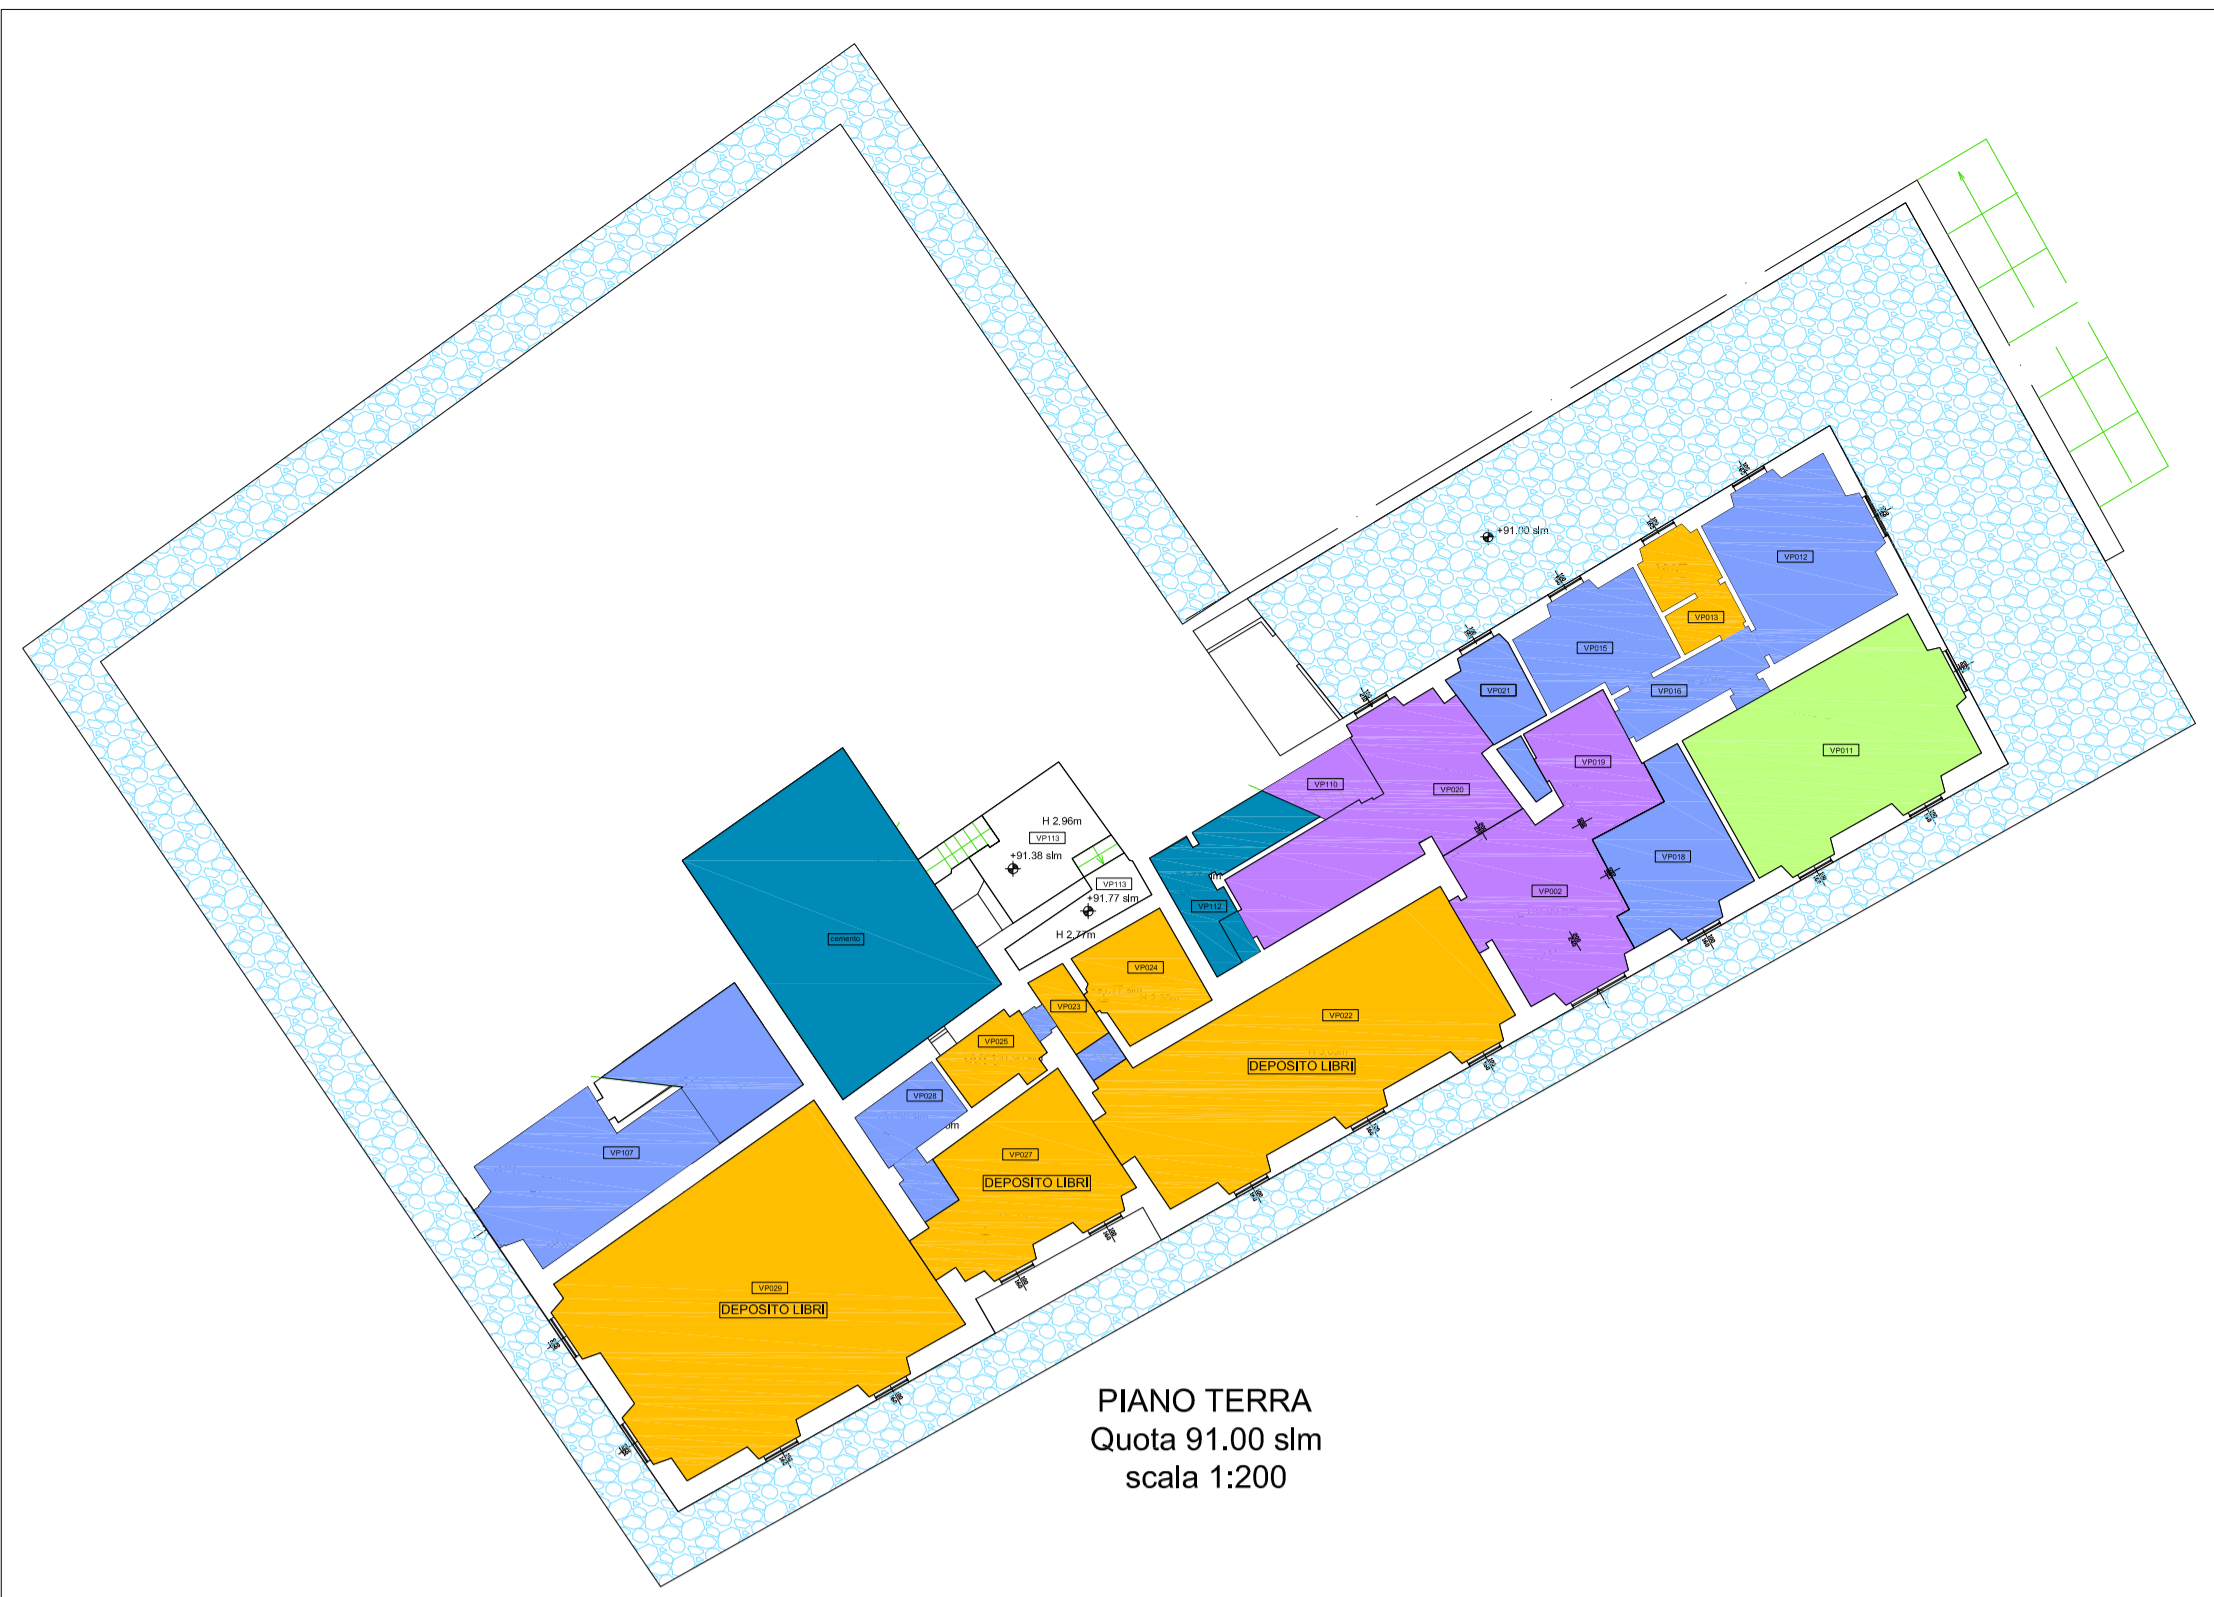 +91.00 slm
VP012
VP013
VP015
VP021
VP016
VP011
VP019
VP110
VP020
H 2.96m
VP113
+91.38 slm
VP018
VP113
+91.77 slm
VP002
VP112
H 2.77m
cemento
VP024
VP023
VP022
DEPOSITO LIBRI
VP025
VP028
VP107
VP027
DEPOSITO LIBRI
VP029
DEPOSITO LIBRI
PIANO TERRA
Quota 91.00 slm
scala 1:200